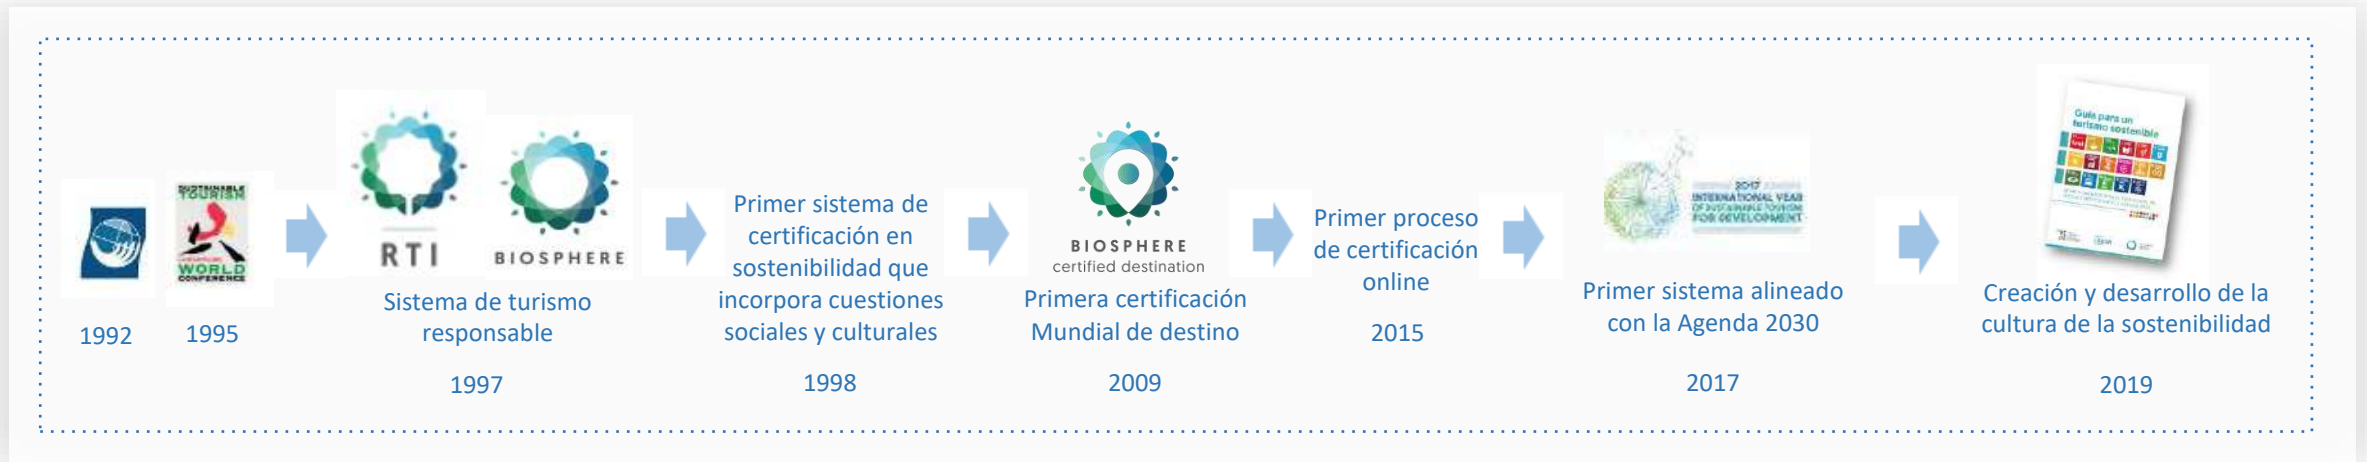 1992
SUSTAINABLE
TOURISM
WORLD
CONFERENCE
1995
RTI
BIOSPHERE
Sistema de turismo
responsable
1997
Primer sistema de
certificación en
sostenibilidad que
incorpora cuestiones
sociales y culturales
1998
BIOSPHERE
certified destination
Primera certificación
Mundial de destino
2009
Primer proceso
de certificación
online
2015
2017
INTERNATIONAL YEAR
OF SUSTAINABLE TOURISM
FOR DEVELOPMENT
Primer sistema alineado
con la Agenda 2030
2017
Guía para un
turismo sostenible
Creación y desarrollo de la
cultura de la sostenibilidad
2019